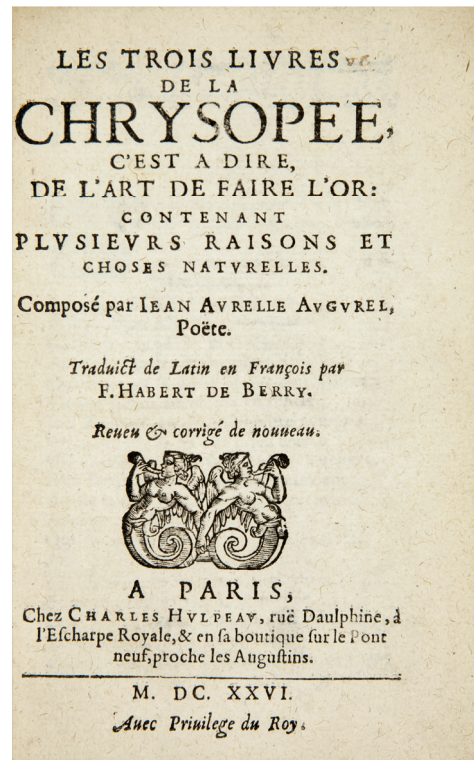 LES TROIS LIVRES
DE LA
CHRYSOPEE,
C'EST A DIRE,
DE L'ART DE FAIRE L'OR:
CONTENANT
PLVSIEVRS RAISONS ET
CHOSES NATVRELLES.
Composé par IEAN AVRELLE AVGVREL,
Poëte.
Traduict de Latin en François par
F. HABERT DE BERRY.
Reueu & corrigé de nouueau.
A PARIS,
Chez CHARLES HVLPEAV, ruë Daulphine, à
l'Eſcharpe Royale, & en ſa boutique ſur le Pont
neuf, proche les Auguſtins.
M. DC. XXVI.
Auec Priuilege du Roy.